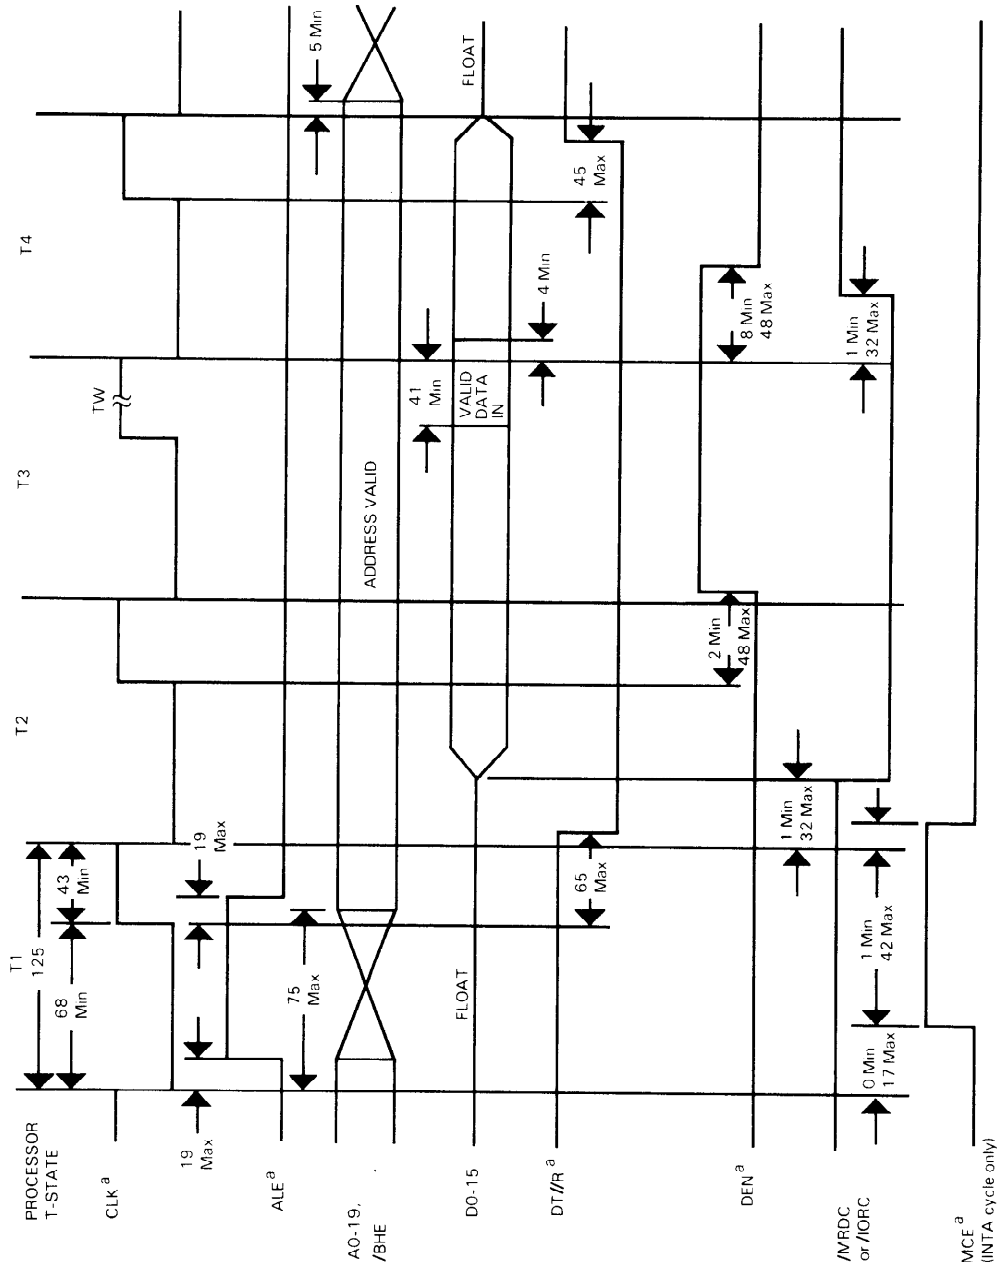 PROCESSOR
T-STATE
T1
T2
T3
TW
T4
125
68
Min
43
Min
CLK a
19
Max
19
Max
ALE a
75
Max
5 Min
A0-19,
/BHE
ADDRESS VALID
41
Min
D0-15
FLOAT
VALID
DATA
IN
FLOAT
4 Min
DT//R a
65
Max
45
Max
DEN a
2 Min
48 Max
8 Min
48 Max
1 Min
32 Max
1 Min
32 Max
/MRDC
or /IORC
0 Min
17 Max
1 Min
42 Max
MCE a
(INTA cycle only)